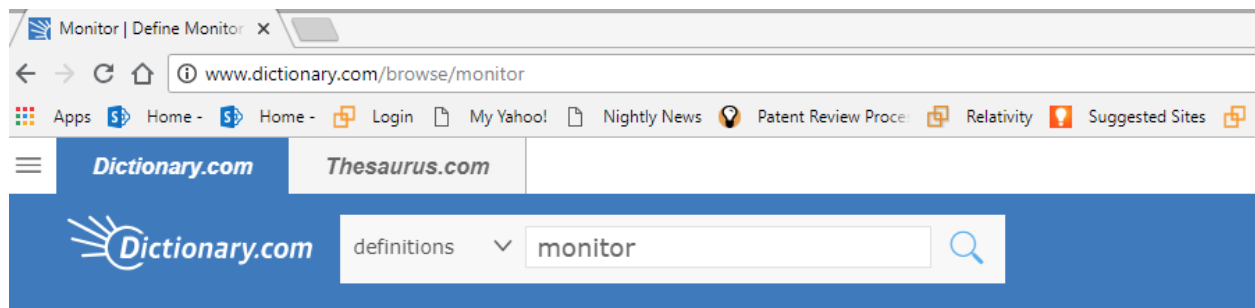 Monitor | Define Monitor
www.dictionary.com/browse/monitor
Apps Home - Home - Login My Yahoo! Nightly News Patent Review Proce Relativity Suggested Sites
Dictionary.com Thesaurus.com
Dictionary.com definitions monitor